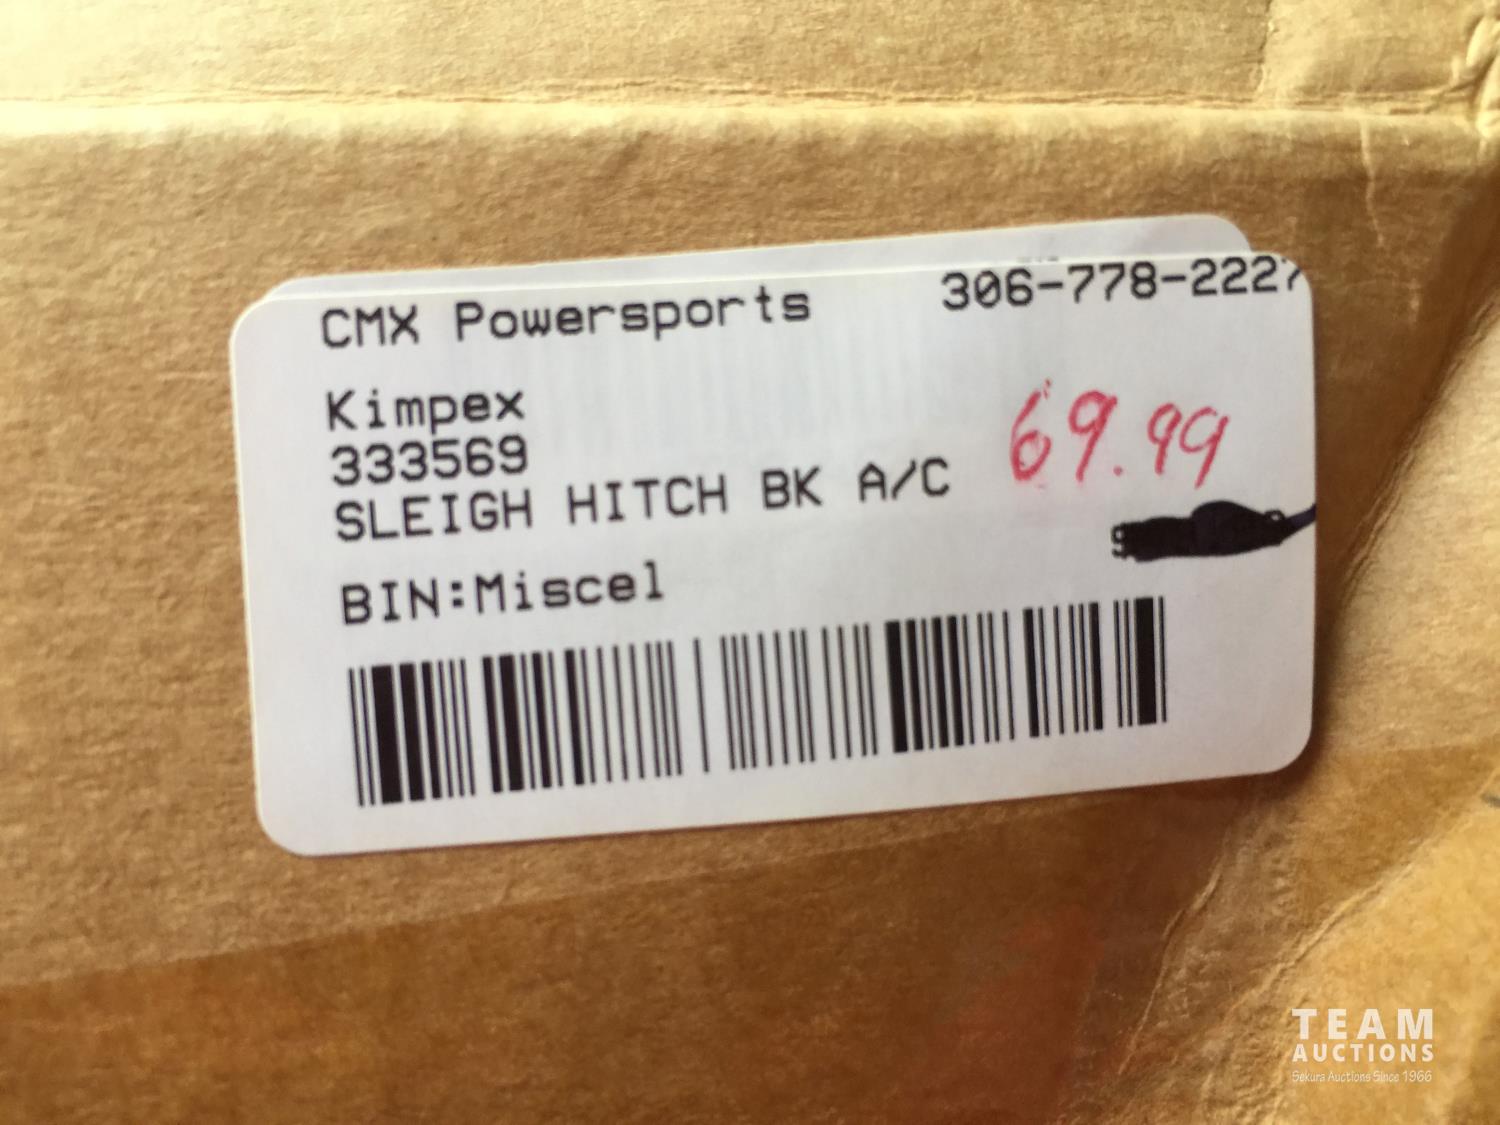 CMX Powersports 306-778-2227
Kimpex
333569
69.99
SLEIGH HITCH BK A/C
BIN:Miscel
TEAM
AUCTIONS
Sekura Auctions Since 1966